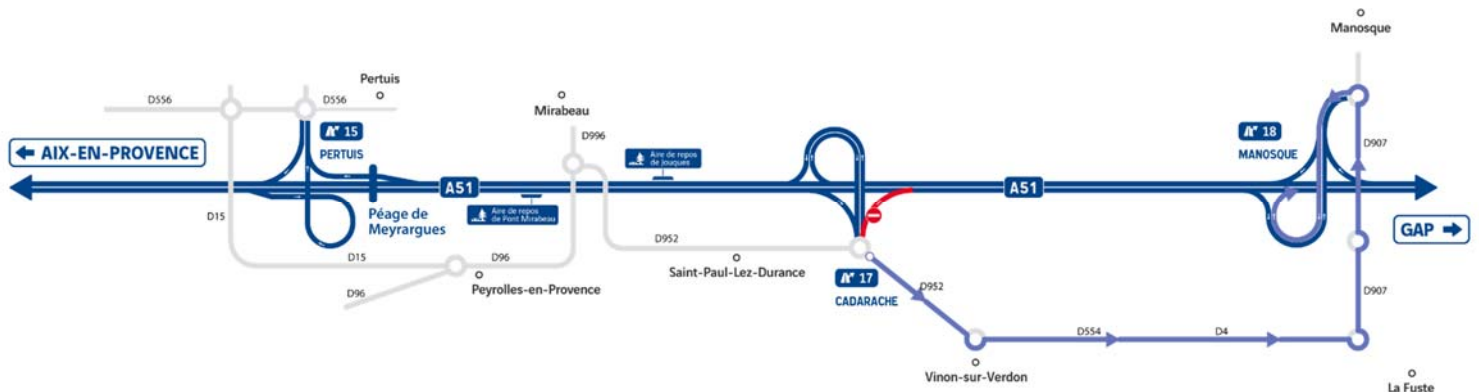 Manosque
Pertuis
D556
D556
Mirabeau
15
PERTUIS
D996
18
MANOSQUE
D907
← AIX-EN-PROVENCE
Aire de repos
de Jouques
A51
A51
Aire de repos
de Pont Mirabeau
Péage de
Meyrargues
D15
GAP →
D952
D15
D96
Saint-Paul-Lez-Durance
17
CADARACHE
D952
D96
Peyrolles-en-Provence
D907
D554
D4
Vinon-sur-Verdon
La Fuste